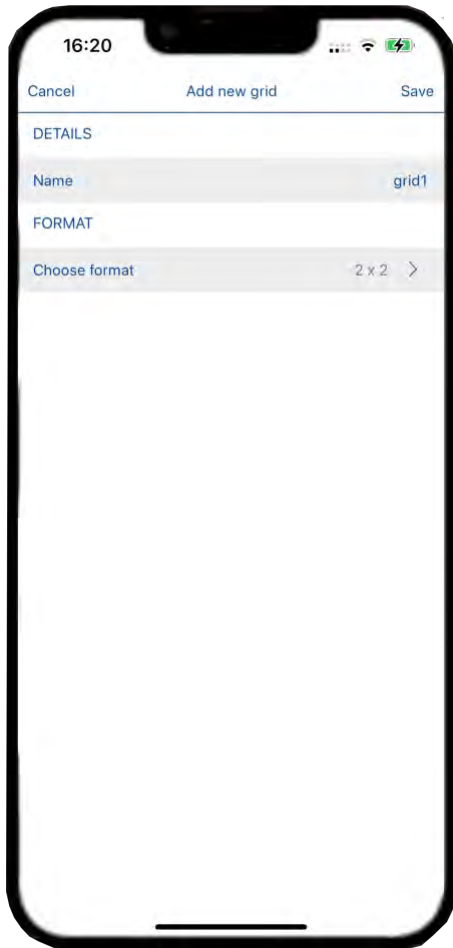 16:20
Cancel Add new grid Save
DETAILS
Name grid1
FORMAT
Choose format 2 x 2